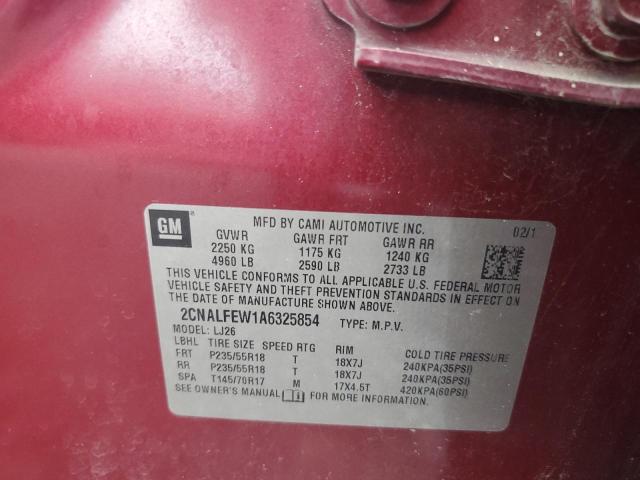 GM
MFD BY CAMI AUTOMOTIVE INC. 02/1
GVWR GAWR FRT GAWR RR
2250 KG 1175 KG 1240 KG
4960 LB 2590 LB 2733 LB
THIS VEHICLE CONFORMS TO ALL APPLICABLE U.S. FEDERAL MOTOR
VEHICLE SAFETY AND THEFT PREVENTION STANDARDS IN EFFECT ON
THE DATE OF MANUFACTURE SHOWN ABOVE.
2CNALFEW1A6325854 TYPE: M.P.V.
MODEL: LJ26
LBHL TIRE SIZE SPEED RTG RIM COLD TIRE PRESSURE
FRT P235/55R18 T 18X7J 240KPA(35PSI)
RR P235/55R18 T 18X7J 240KPA(35PSI)
SPA T145/70R17 M 17X4.5T 420KPA(60PSI)
SEE OWNER'S MANUAL FOR MORE INFORMATION.